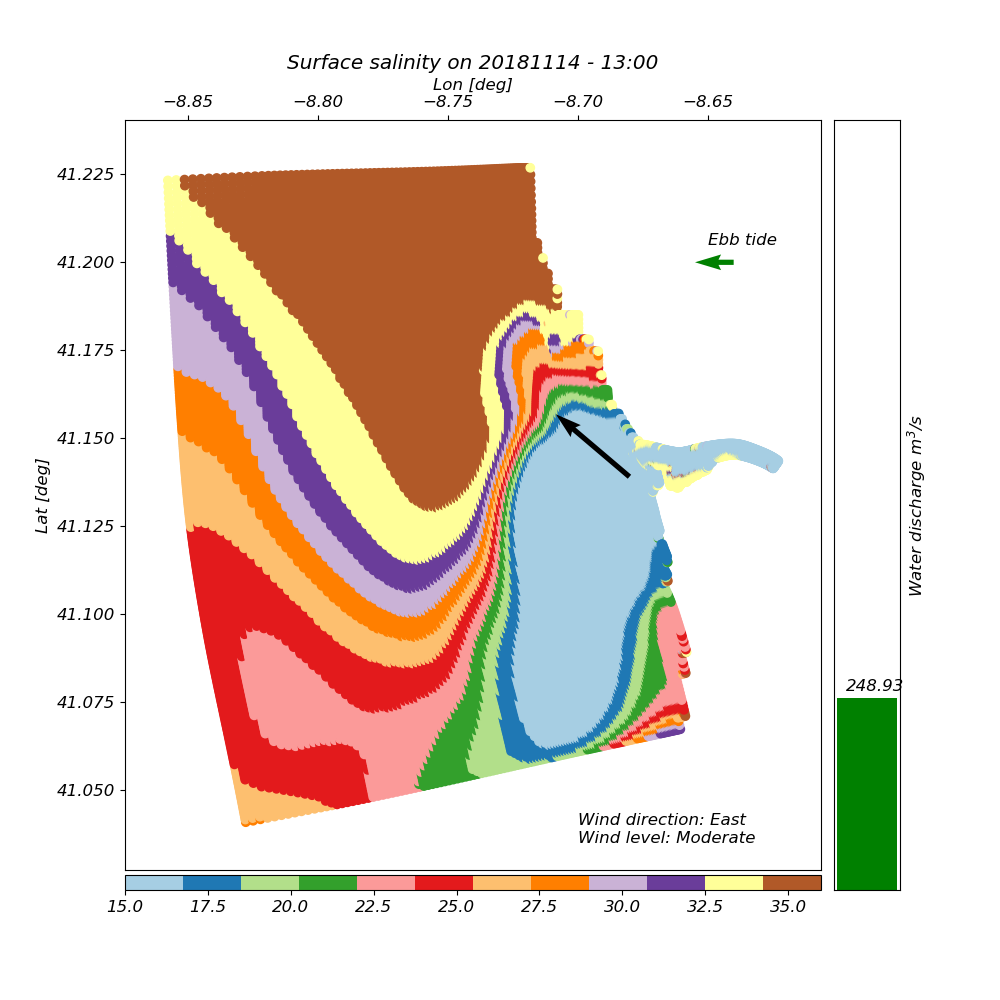 Surface salinity on 20181114 - 13:00
Lon [deg]
−8.85 −8.80 −8.75 −8.70 −8.65
41.225
41.200
41.175
41.150
41.125
41.100
41.075
41.050
Lat [deg]
Ebb tide
Wind direction: East
Wind level: Moderate
248.93
Water discharge m³/s
15.0 17.5 20.0 22.5 25.0 27.5 30.0 32.5 35.0